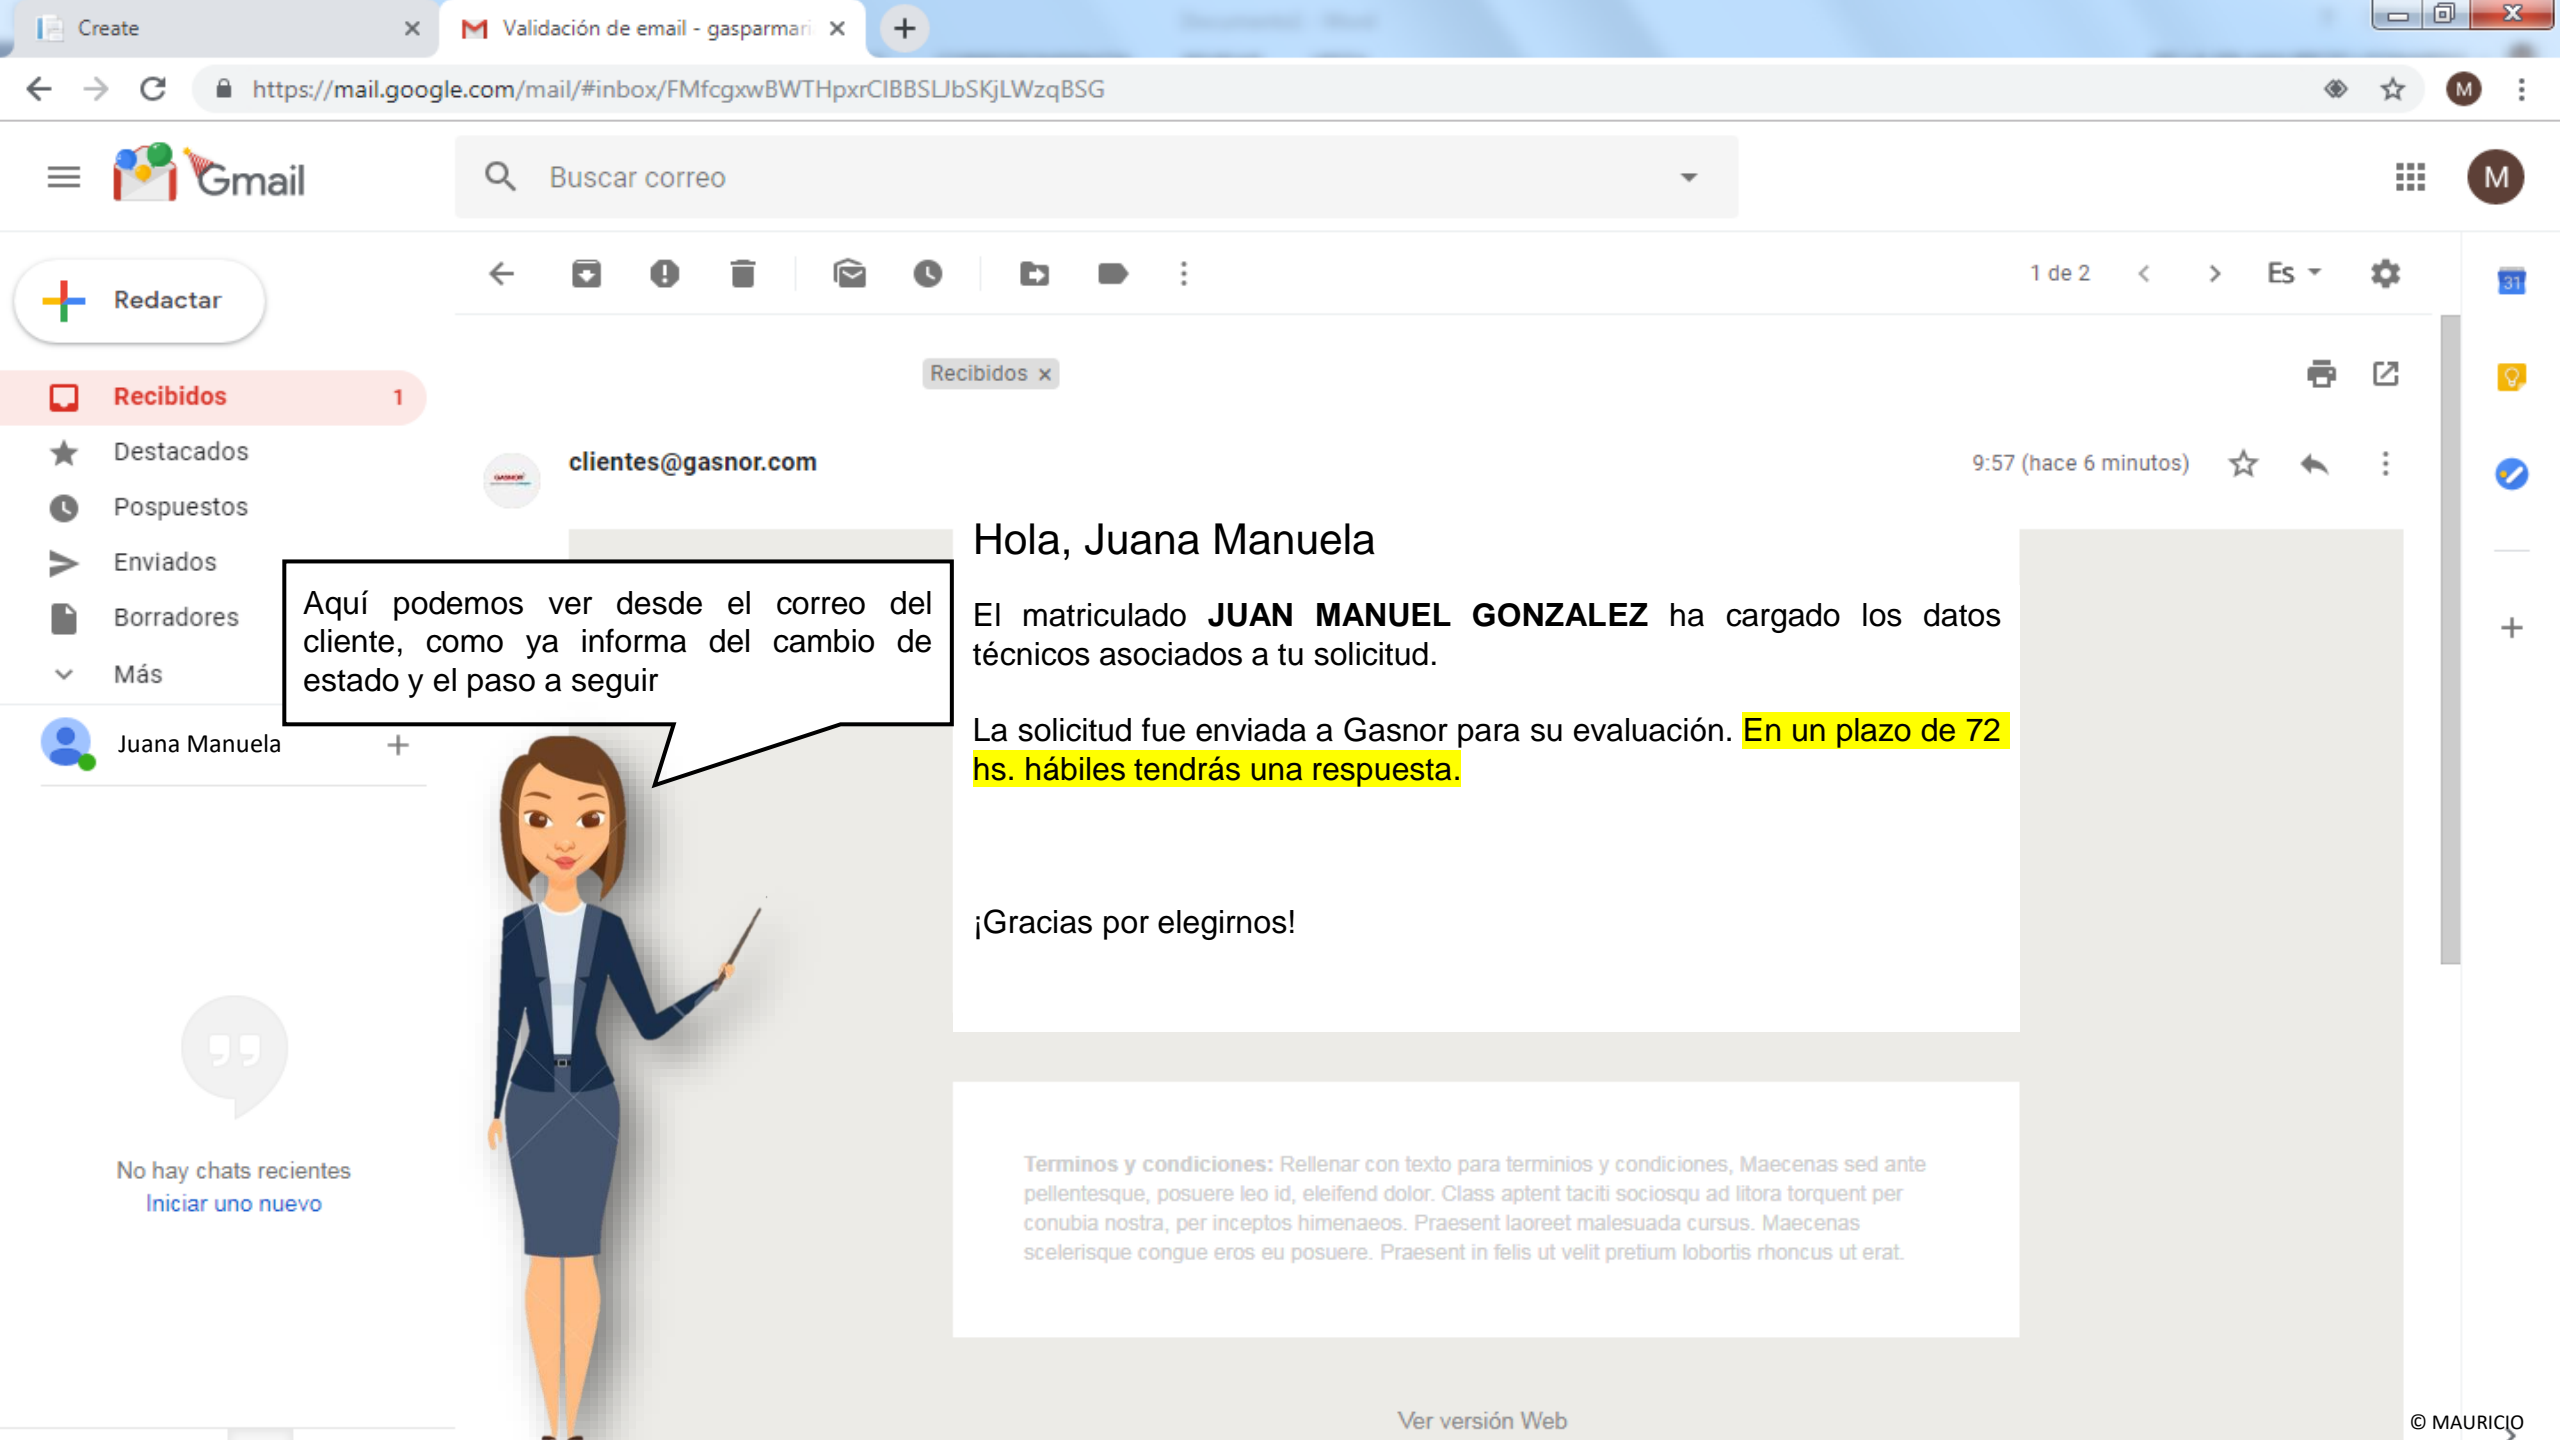 Create
Validación de email - gasparmari
https://mail.google.com/mail/#inbox/FMfcgxwBWTHpxrClBBSLJbSKjLWzqBSG
M
Gmail
Buscar correo
M
Redactar
1 de 2
Es
31
Recibidos
Recibidos 1
Destacados
clientes@gasnor.com
9:57 (hace 6 minutos)
GASNOR
Pospuestos
Enviados
Borradores
Más
Hola, Juana Manuela
Aquí podemos ver desde el correo del
cliente, como ya informa del cambio de
estado y el paso a seguir
El matriculado JUAN MANUEL GONZALEZ ha cargado los datos
técnicos asociados a tu solicitud.
La solicitud fue enviada a Gasnor para su evaluación. En un plazo de 72
hs. hábiles tendrás una respuesta.
Juana Manuela
¡Gracias por elegirnos!
No hay chats recientes
Iniciar uno nuevo
Terminos y condiciones: Rellenar con texto para terminios y condiciones, Maecenas sed ante
pellentesque, posuere leo id, eleifend dolor. Class aptent taciti sociosqu ad litora torquent per
conubia nostra, per inceptos himenaeos. Praesent laoreet malesuada cursus. Maecenas
scelerisque congue eros eu posuere. Praesent in felis ut velit pretium lobortis rhoncus ut erat.
Ver versión Web
© MAURICIO